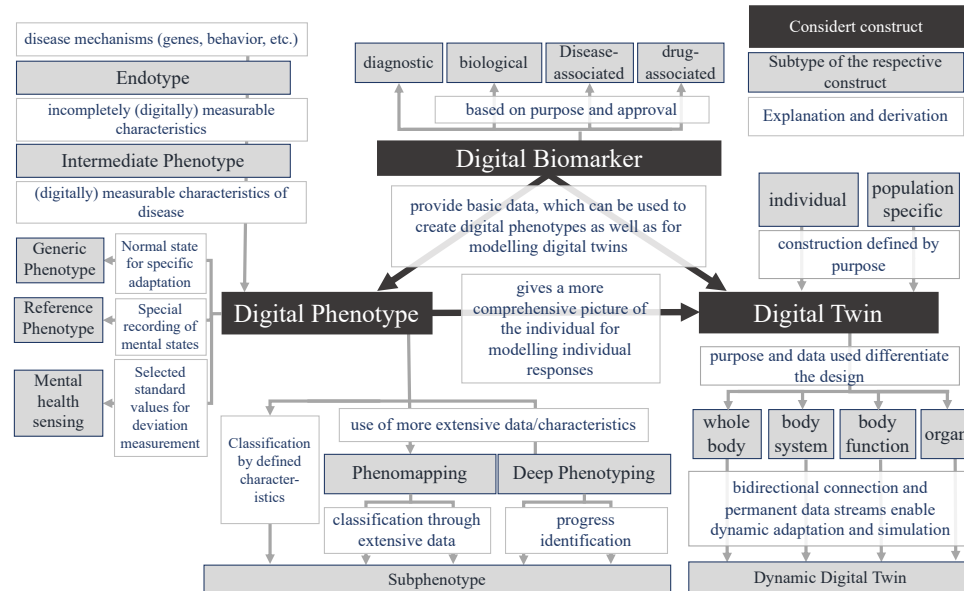 disease mechanisms (genes, behavior, etc.)
Endotype
incompletely (digitally) measurable
characteristics
Intermediate Phenotype
(digitally) measurable characteristics of
disease
diagnostic
biological
Disease-
associated
drug-
associated
based on purpose and approval
Digital Biomarker
provide basic data, which can be used to
create digital phenotypes as well as for
modelling digital twins
Considert construct
Subtype of the respective
construct
Explanation and derivation
individual
population
specific
construction defined by
purpose
Generic
Phenotype
Normal state
for specific
adaptation
Reference
Phenotype
Special
recording of
mental states
Mental
health
sensing
Selected
standard
values for
deviation
measurement
Digital Phenotype
gives a more
comprehensive picture of
the individual for
modelling individual
responses
Digital Twin
purpose and data used differentiate
the design
whole
body
body
system
body
function
organ
bidirectional connection and
permanent data streams enable
dynamic adaptation and simulation
Dynamic Digital Twin
Classification
by defined
character-
istics
use of more extensive data/characteristics
Phenomapping
Deep Phenotyping
classification through
extensive data
progress
identification
Subphenotype